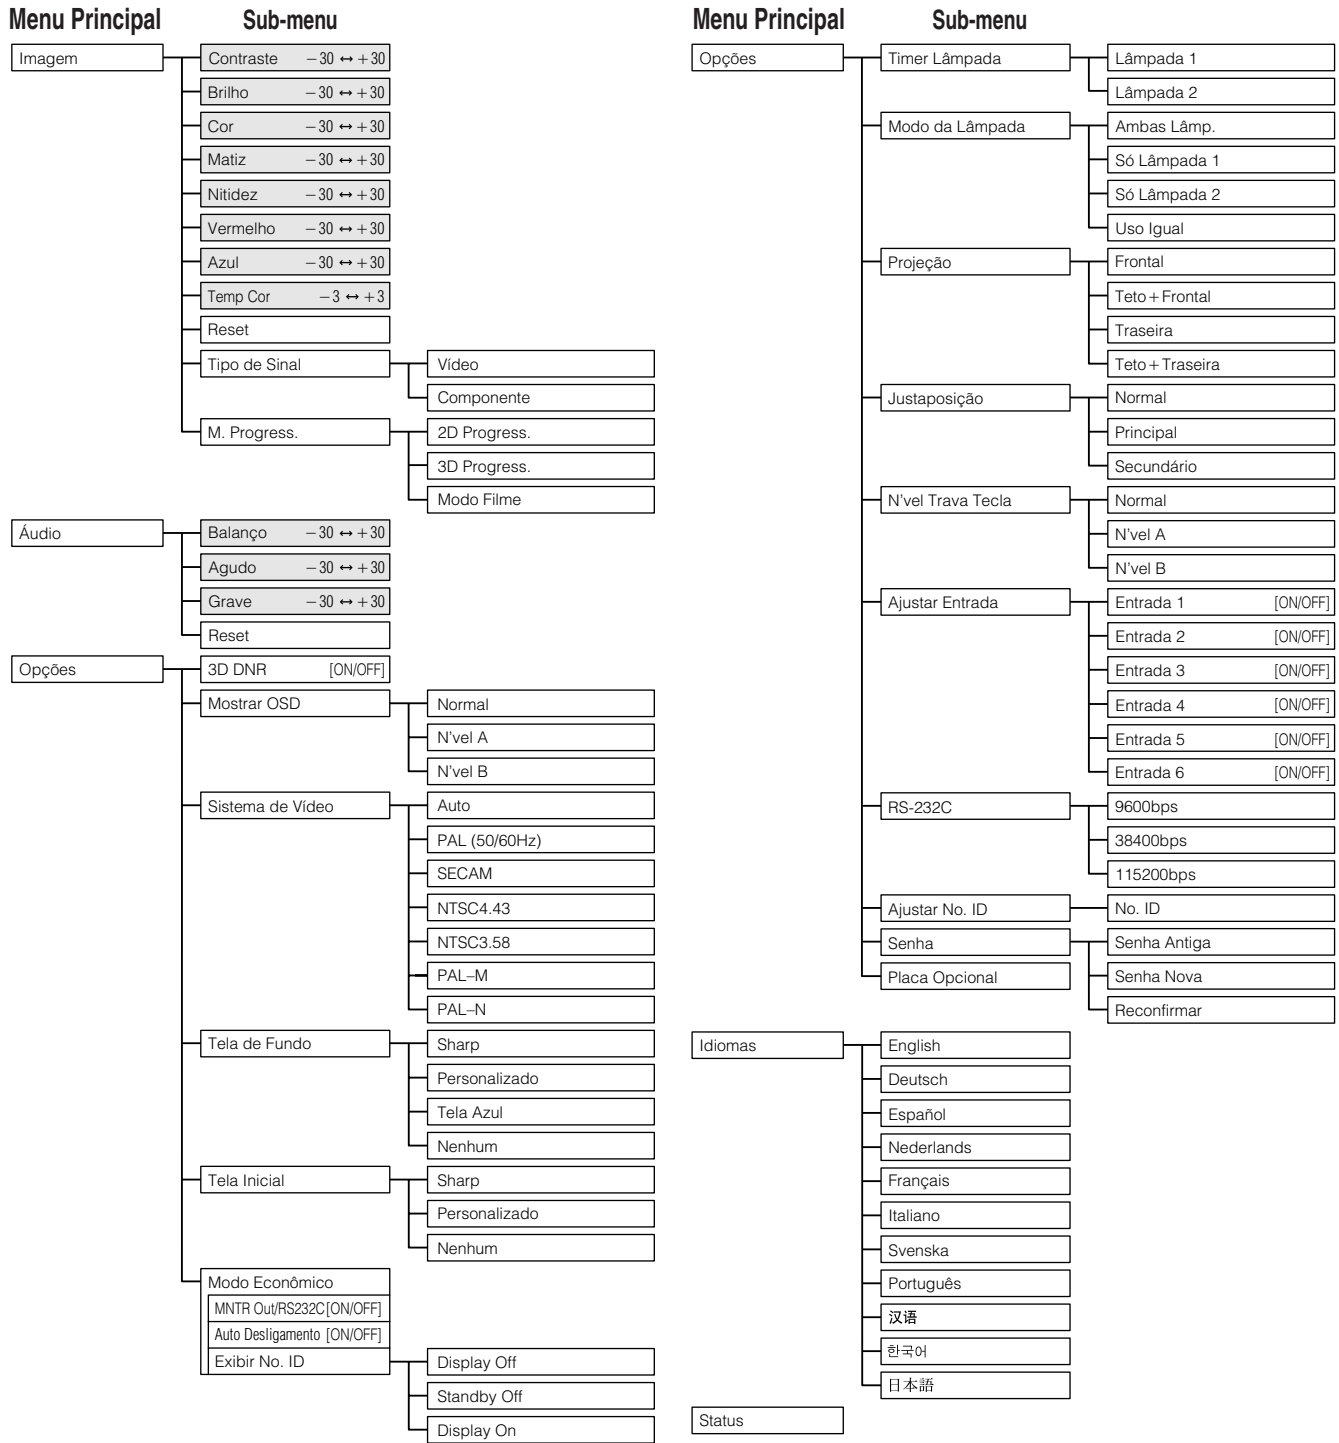 Menu Principal Sub-menu
Imagem
Contraste −30 ↔ +30
Brilho −30 ↔ +30
Cor −30 ↔ +30
Matiz −30 ↔ +30
Nitidez −30 ↔ +30
Vermelho −30 ↔ +30
Azul −30 ↔ +30
Temp Cor −3 ↔ +3
Reset
Tipo de Sinal
Vídeo
Componente
M. Progress.
2D Progress.
3D Progress.
Modo Filme
Áudio
Balanço −30 ↔ +30
Agudo −30 ↔ +30
Grave −30 ↔ +30
Reset
Opções
3D DNR [ON/OFF]
Mostrar OSD
Normal
N'vel A
N'vel B
Sistema de Vídeo
Auto
PAL (50/60Hz)
SECAM
NTSC4.43
NTSC3.58
PAL–M
PAL–N
Tela de Fundo
Sharp
Personalizado
Tela Azul
Nenhum
Tela Inicial
Sharp
Personalizado
Nenhum
Modo Econômico
MNTR Out/RS232C [ON/OFF]
Auto Desligamento [ON/OFF]
Exibir No. ID
Display Off
Standby Off
Display On
Menu Principal Sub-menu
Opções
Timer Lâmpada
Lâmpada 1
Lâmpada 2
Modo da Lâmpada
Ambas Lâmp.
Só Lâmpada 1
Só Lâmpada 2
Uso Igual
Projeção
Frontal
Teto+Frontal
Traseira
Teto+Traseira
Justaposição
Normal
Principal
Secundário
N'vel Trava Tecla
Normal
N'vel A
N'vel B
Ajustar Entrada
Entrada 1 [ON/OFF]
Entrada 2 [ON/OFF]
Entrada 3 [ON/OFF]
Entrada 4 [ON/OFF]
Entrada 5 [ON/OFF]
Entrada 6 [ON/OFF]
RS-232C
9600bps
38400bps
115200bps
Ajustar No. ID
No. ID
Senha
Senha Antiga
Senha Nova
Reconfirmar
Placa Opcional
Idiomas
English
Deutsch
Español
Nederlands
Français
Italiano
Svenska
Português
汉语
한국어
日本語
Status